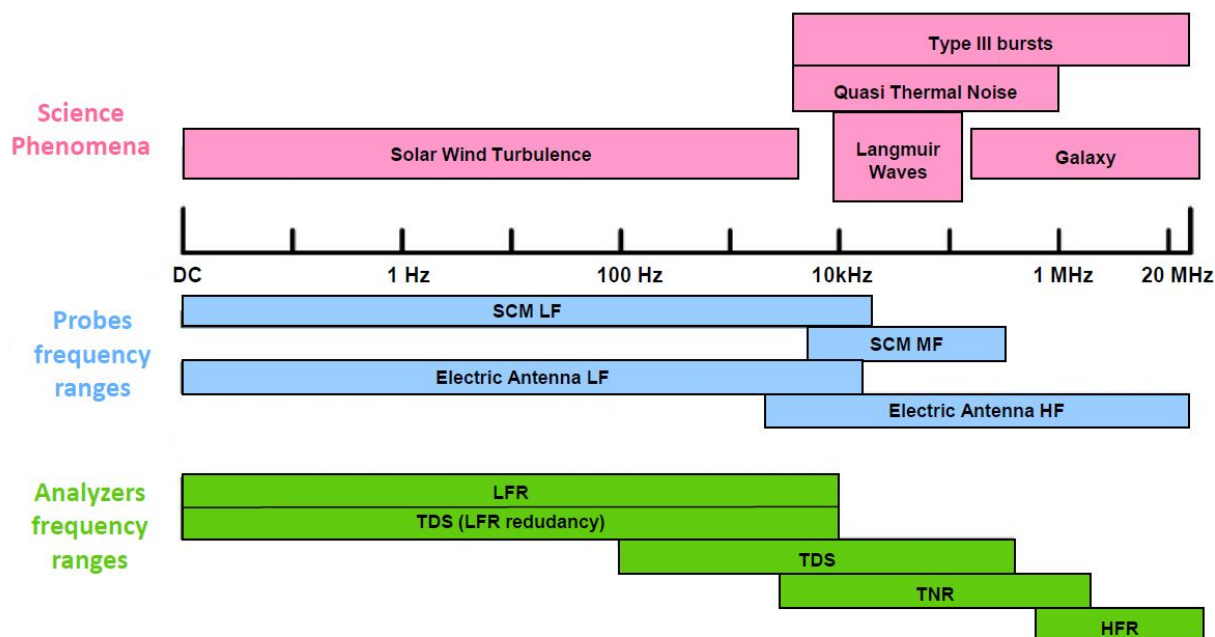 Type III bursts
Quasi Thermal Noise
Science
Phenomena
Solar Wind Turbulence
Langmuir
Waves
Galaxy
DC
1 Hz
100 Hz
10kHz
1 MHz
20 MHz
Probes
frequency
ranges
SCM LF
SCM MF
Electric Antenna LF
Electric Antenna HF
Analyzers
frequency
ranges
LFR
TDS (LFR redudancy)
TDS
TNR
HFR